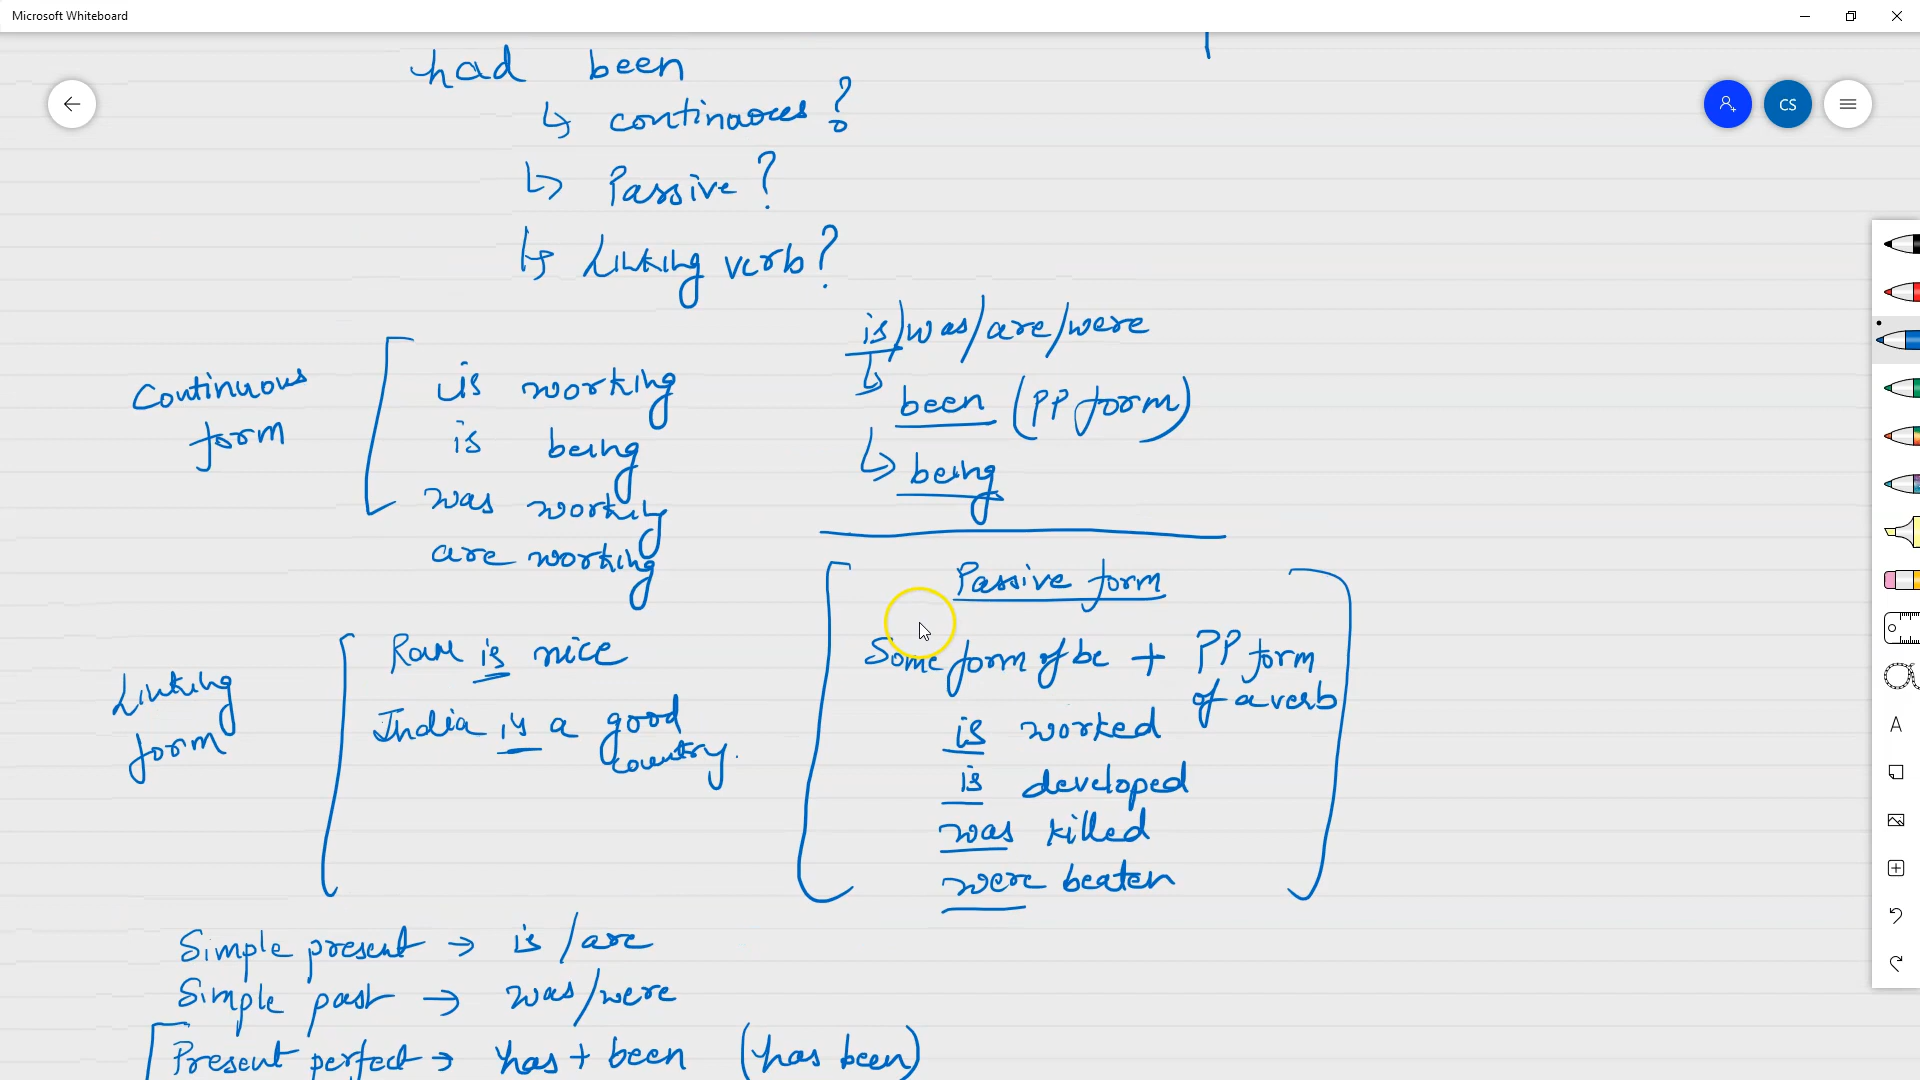 Microsoft Whiteboard
CS
had been
↳ continuous?
↳ Passive?
↳ Linking verb?
is/was/are/were
↳ been (PP form)
↳ being
Continuous form
is working
is being
was working
are working
Passive form
Some form of be + PP form of a verb
is worked
is developed
was killed
were beaten
Linking form
Ram is nice
India is a good country.
Simple present → is/are
Simple past → was/were
Present perfect → has + been (has been)
A